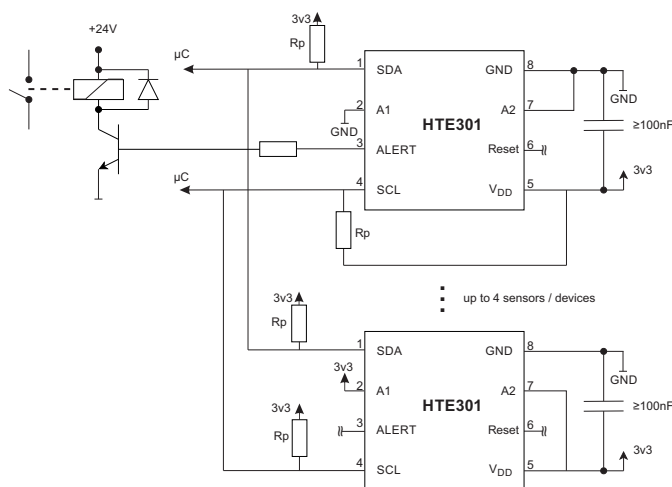 +24V
µC
3v3
Rp
1
SDA
GND
8
GND
2
A1
A2
7
GND
HTE301
≥100nF
3
ALERT
Reset
6
µC
4
SCL
VDD
5
3v3
Rp
up to 4 sensors / devices
3v3
Rp
1
SDA
GND
8
3v3
GND
2
A1
A2
7
HTE301
≥100nF
3v3
Rp
3
ALERT
Reset
6
3v3
4
SCL
VDD
5